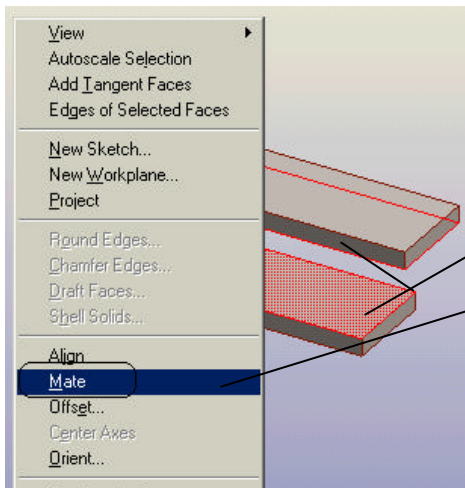 View
Autoscale Selection
Add Tangent Faces
Edges of Selected Faces
New Sketch...
New Workplane...
Project
Round Edges...
Chamfer Edges...
Draft Faces...
Shell Solids...
Align
Mate
Offset...
Center Axes
Orient...